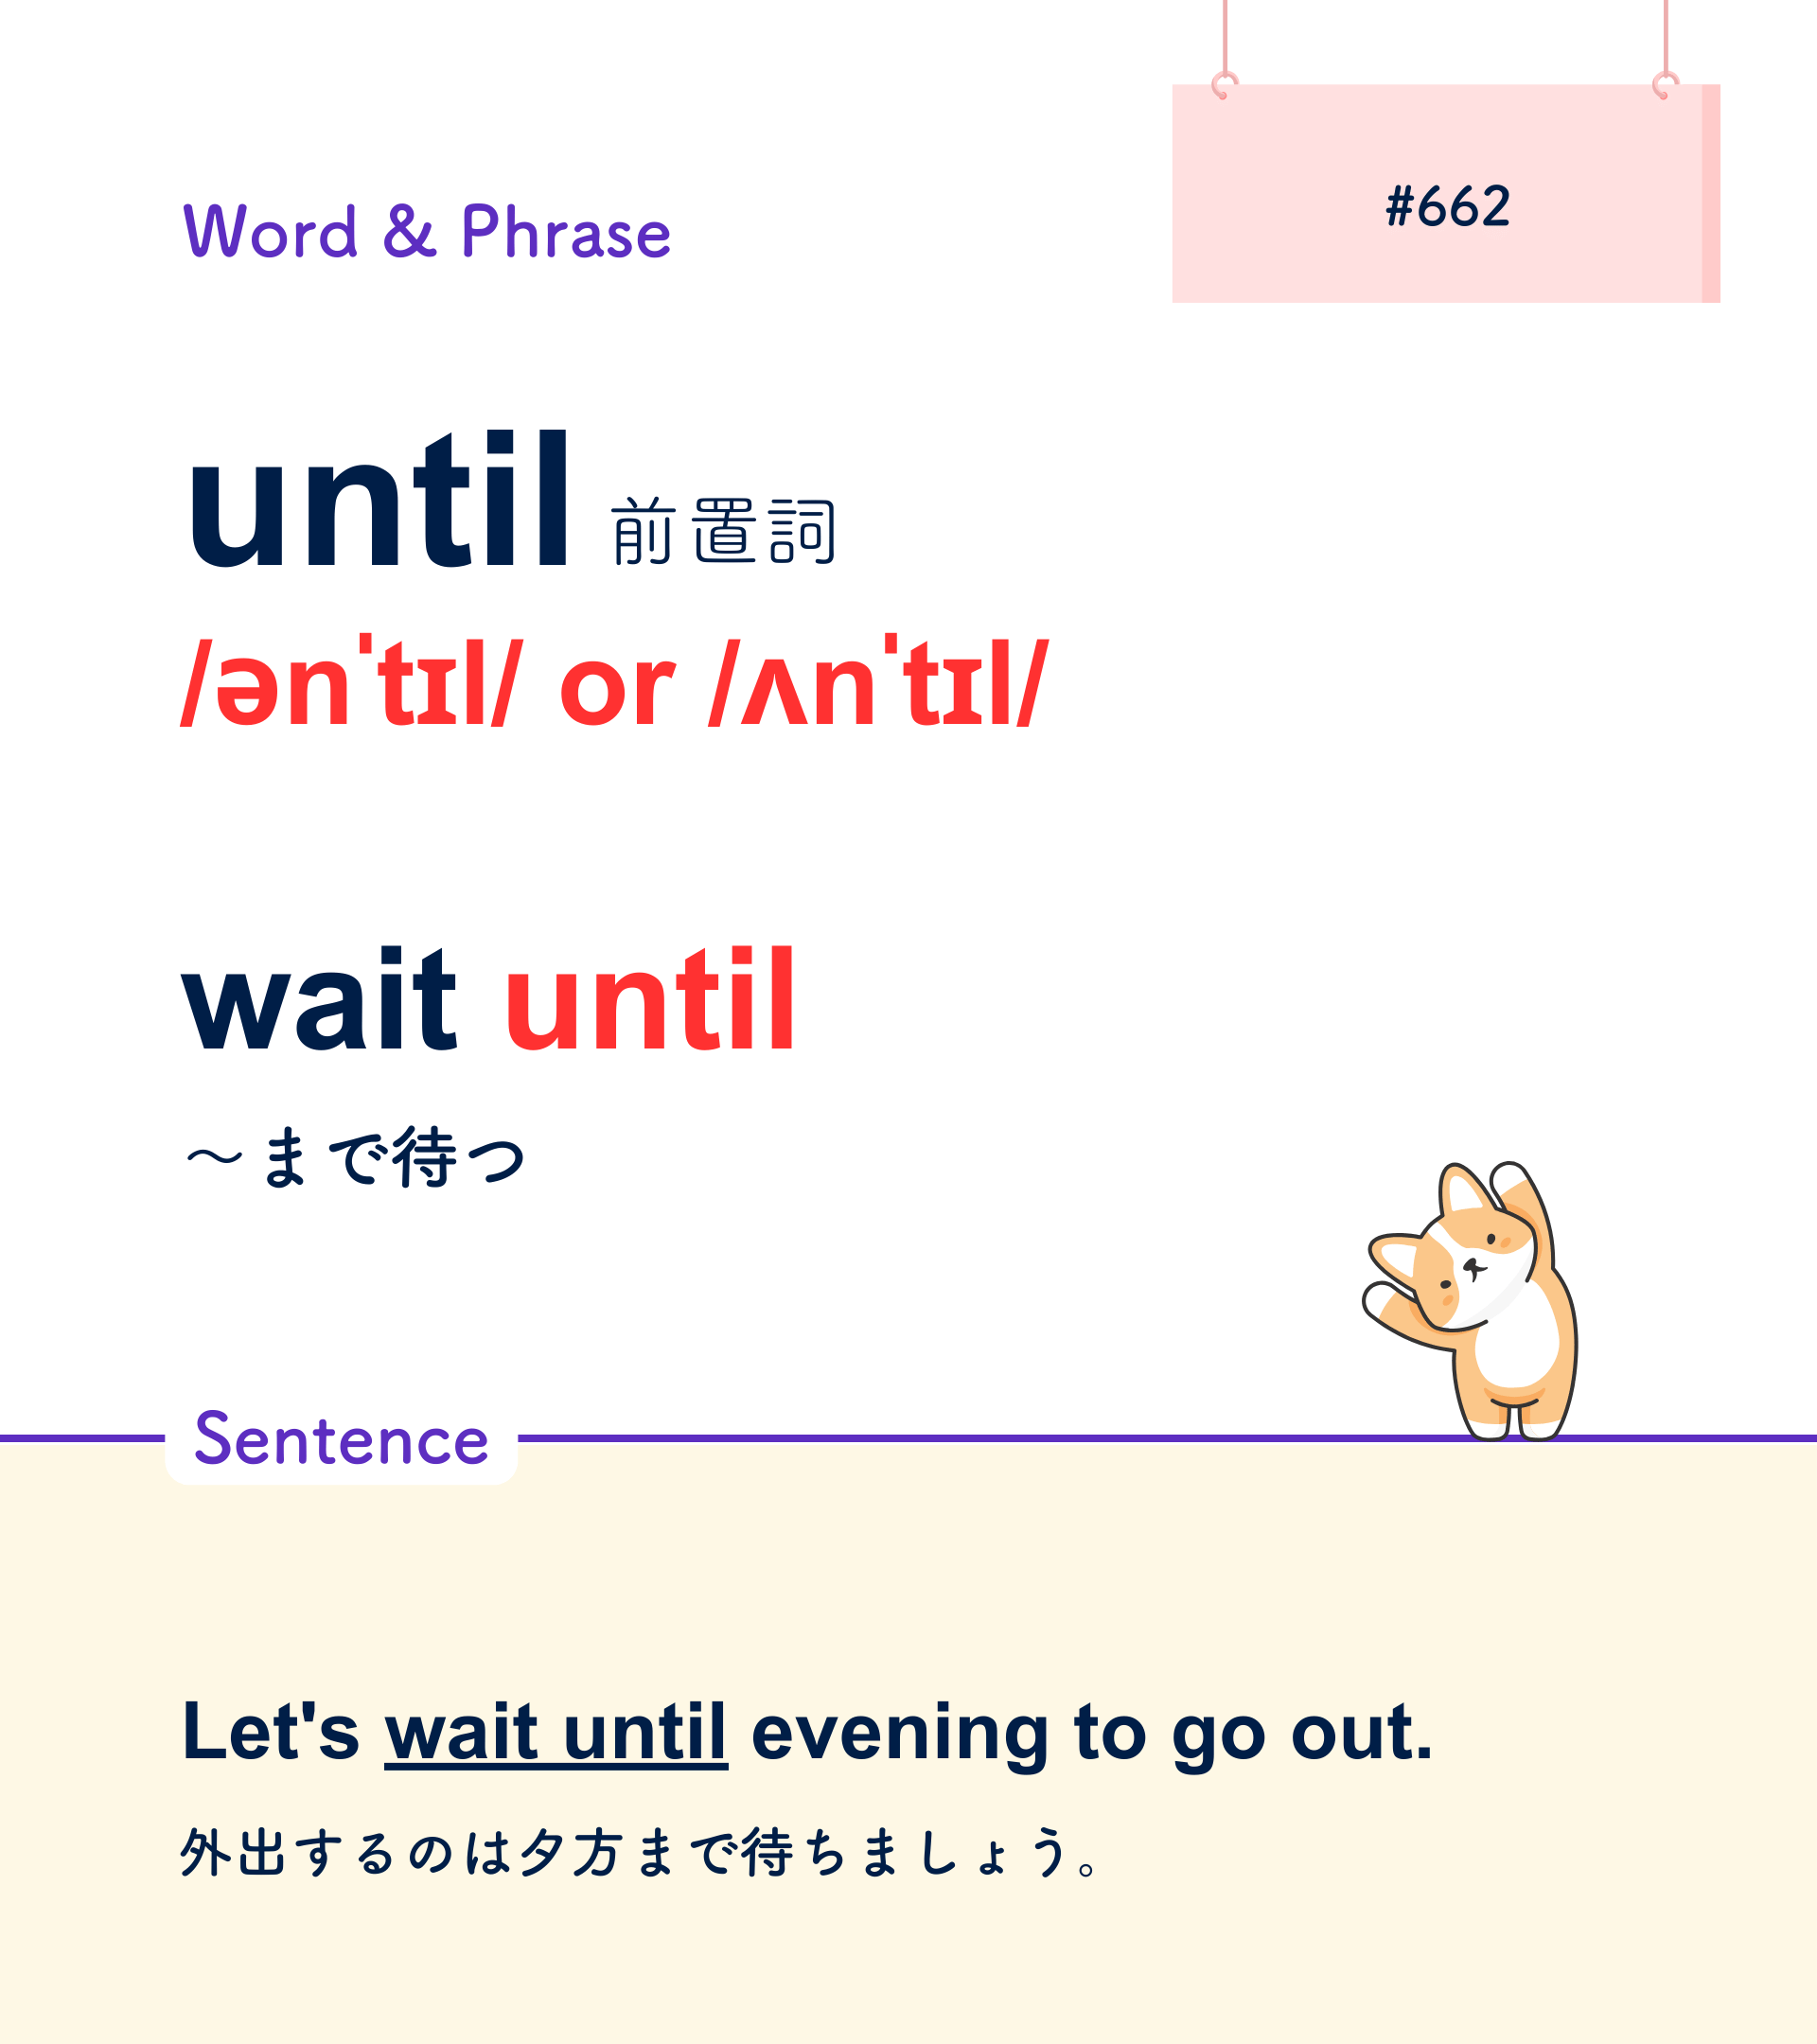 #662
Word & Phrase
until 前置詞
/ənˈtɪl/ or /ʌnˈtɪl/
wait until
〜まで待つ
Sentence
Let's wait until evening to go out.
外出するのは夕方まで待ちましょう。